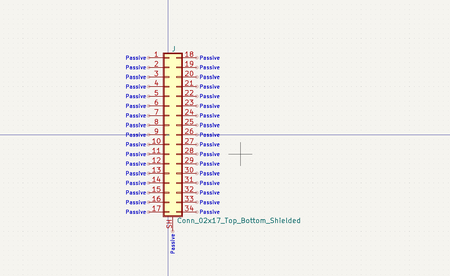 J
Passive 1 18 Passive
Passive 2 19 Passive
Passive 3 20 Passive
Passive 4 21 Passive
Passive 5 22 Passive
Passive 6 23 Passive
Passive 7 24 Passive
Passive 8 25 Passive
Passive 9 26 Passive
Passive 10 27 Passive
Passive 11 28 Passive
Passive 12 29 Passive
Passive 13 30 Passive
Passive 14 31 Passive
Passive 15 32 Passive
Passive 16 33 Passive
Passive 17 34 Passive
SH
Conn_02x17_Top_Bottom_Shielded
Passive